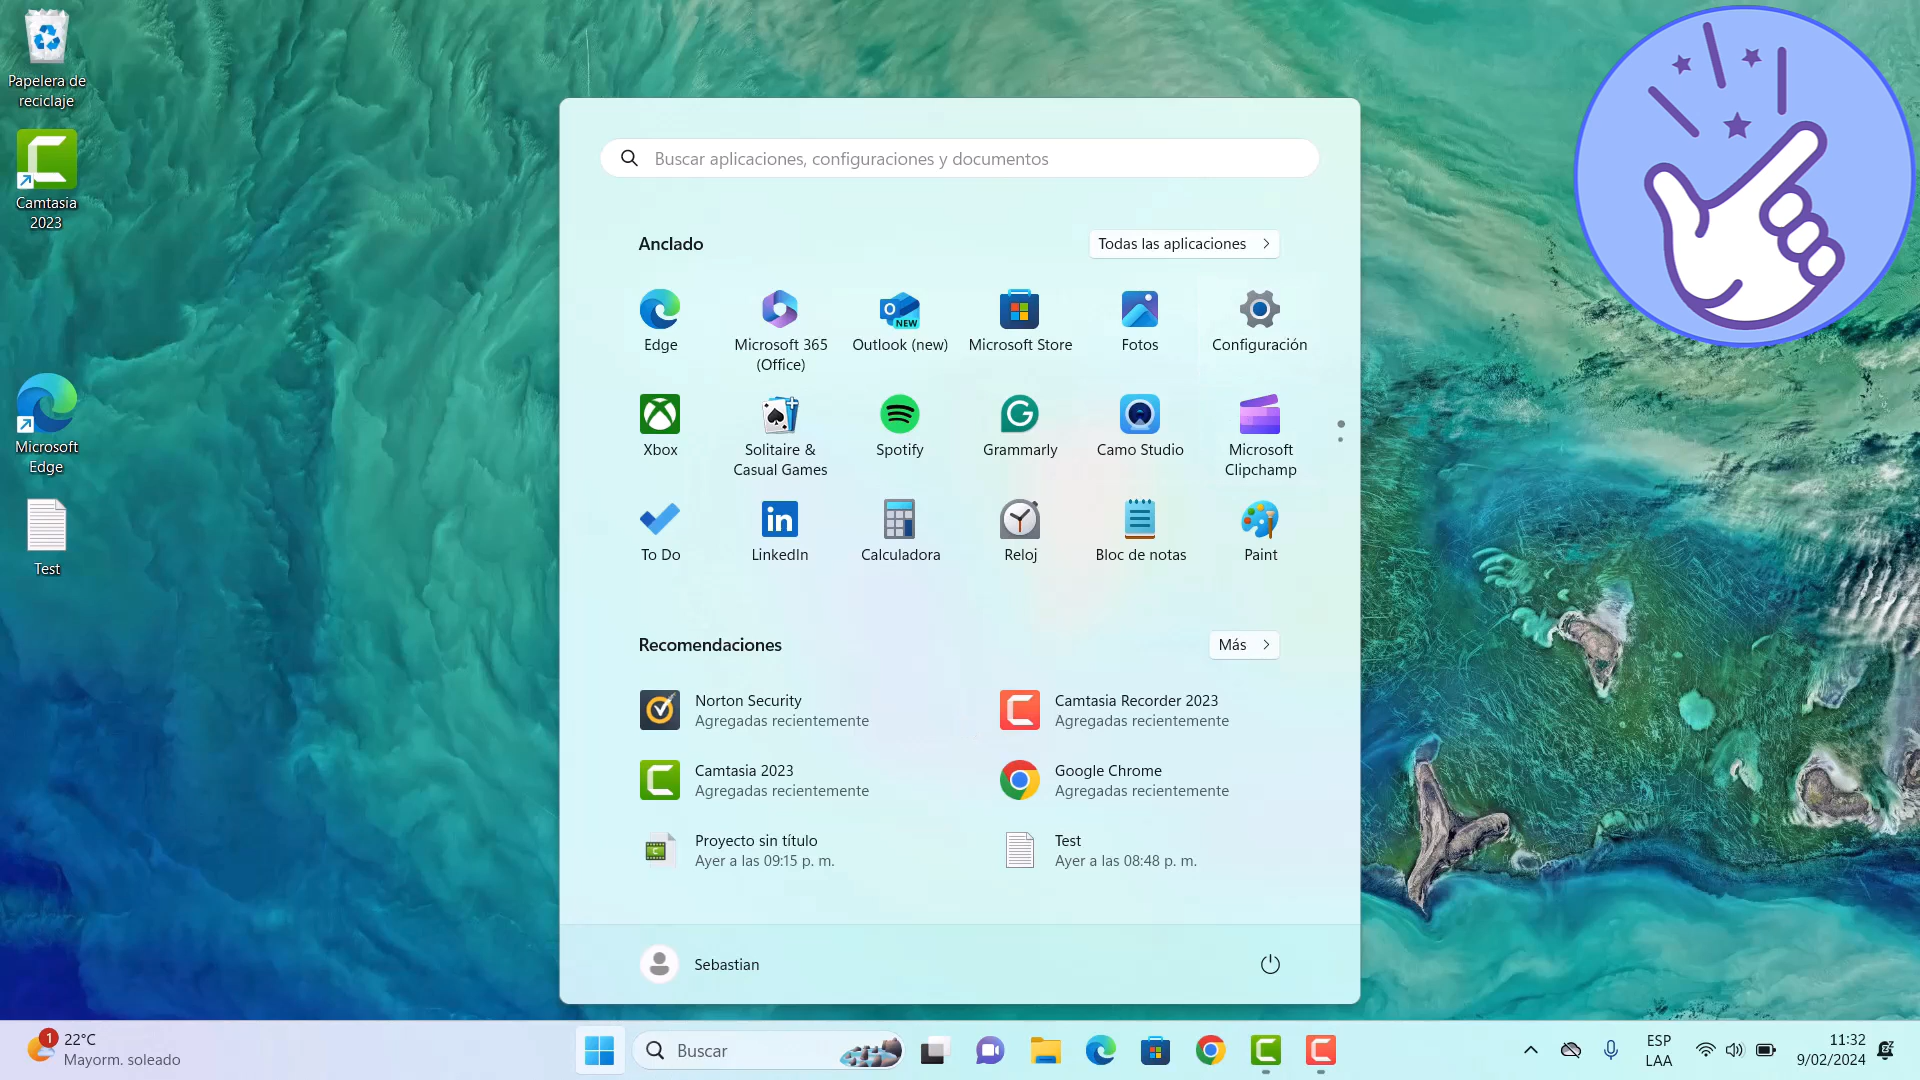 Papelera de
reciclaje
Camtasia
2023
Microsoft
Edge
Test
Buscar aplicaciones, configuraciones y documentos
Anclado
Todas las aplicaciones
Edge
Microsoft 365
(Office)
Outlook (new)
NEW
Microsoft Store
Fotos
Configuración
Xbox
Solitaire &
Casual Games
Spotify
Grammarly
Camo Studio
Microsoft
Clipchamp
To Do
LinkedIn
Calculadora
Reloj
Bloc de notas
Paint
Recomendaciones
Más
Norton Security
Agregadas recientemente
Camtasia Recorder 2023
Agregadas recientemente
Camtasia 2023
Agregadas recientemente
Google Chrome
Agregadas recientemente
Proyecto sin título
Ayer a las 09:15 p. m.
Test
Ayer a las 08:48 p. m.
Sebastian
1
22°C
Mayorm. soleado
Buscar
ESP
LAA
11:32
9/02/2024